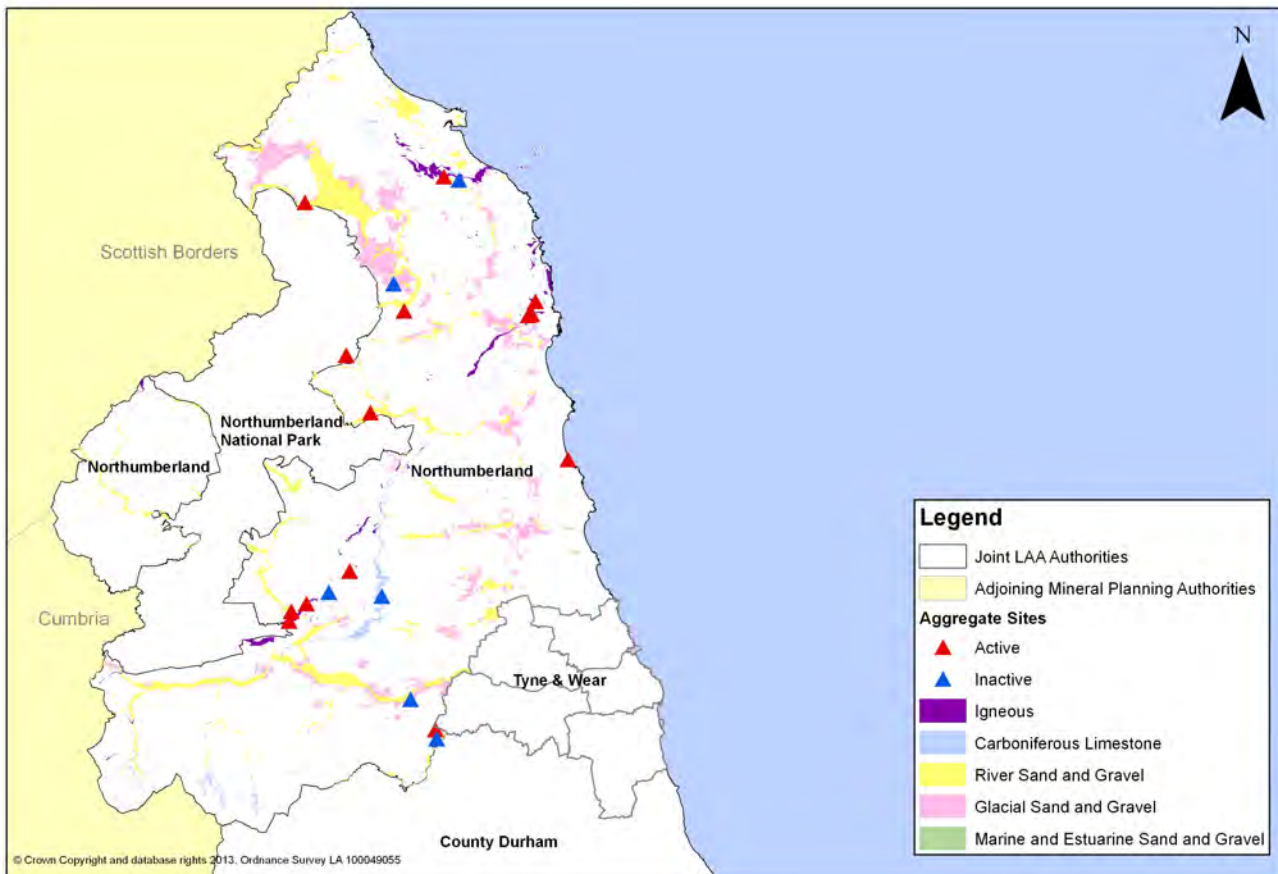 N
Scottish Borders
Northumberland
National Park
Northumberland
Northumberland
Cumbria
Tyne & Wear
County Durham
Legend
Joint LAA Authorities
Adjoining Mineral Planning Authorities
Aggregate Sites
Active
Inactive
Igneous
Carboniferous Limestone
River Sand and Gravel
Glacial Sand and Gravel
Marine and Estuarine Sand and Gravel
© Crown Copyright and database rights 2013. Ordnance Survey LA 100049055